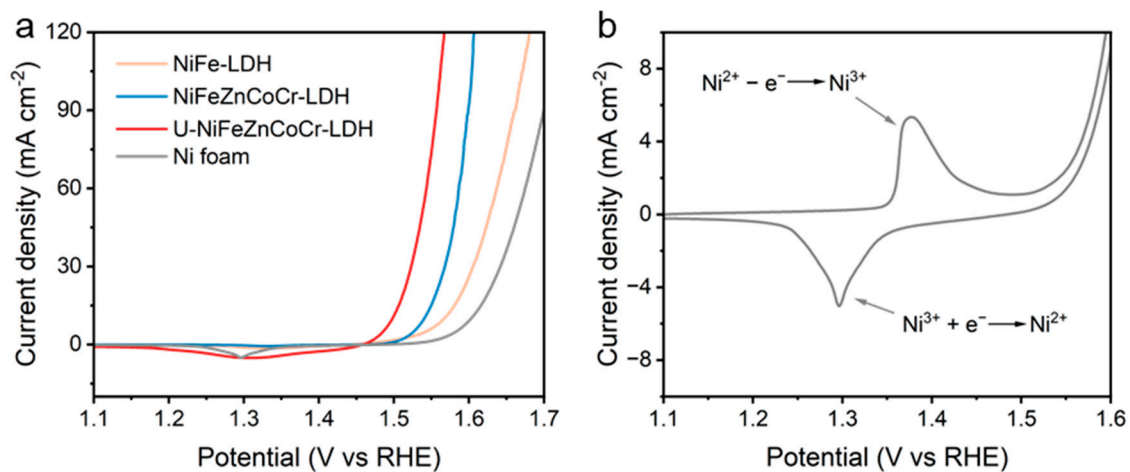 a
120
90
60
30
0
Current density (mA cm⁻²)
NiFe-LDH
NiFeZnCoCr-LDH
U-NiFeZnCoCr-LDH
Ni foam
1.1 1.2 1.3 1.4 1.5 1.6 1.7
Potential (V vs RHE)
b
8
4
0
−4
−8
Current density (mA cm⁻²)
Ni²⁺ − e⁻ → Ni³⁺
Ni³⁺ + e⁻ → Ni²⁺
1.1 1.2 1.3 1.4 1.5 1.6
Potential (V vs RHE)